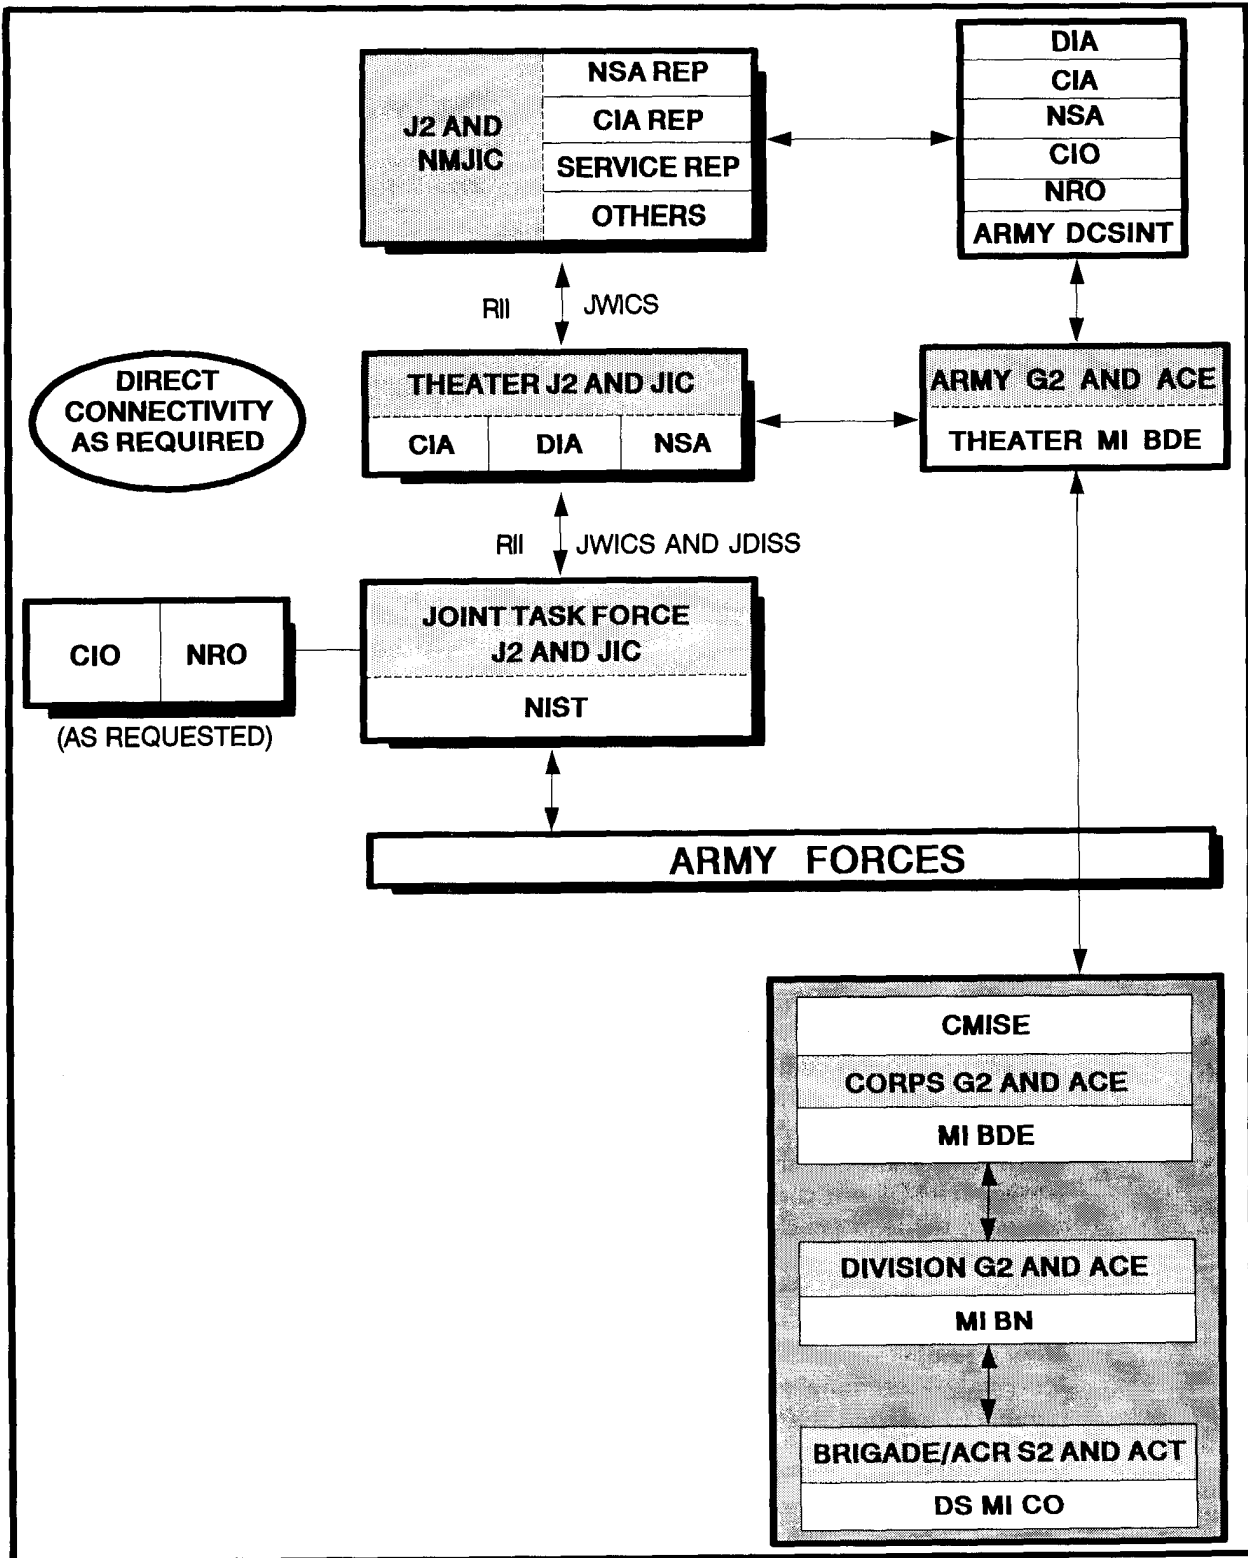 J2 AND
NMJIC
NSA REP
CIA REP
SERVICE REP
OTHERS
DIA
CIA
NSA
CIO
NRO
ARMY DCSINT
RII
JWICS
DIRECT
CONNECTIVITY
AS REQUIRED
THEATER J2 AND JIC
CIA
DIA
NSA
ARMY G2 AND ACE
THEATER MI BDE
RII
JWICS AND JDISS
CIO
NRO
(AS REQUESTED)
JOINT TASK FORCE
J2 AND JIC
NIST
ARMY FORCES
CMISE
CORPS G2 AND ACE
MI BDE
DIVISION G2 AND ACE
MI BN
BRIGADE/ACR S2 AND ACT
DS MI CO